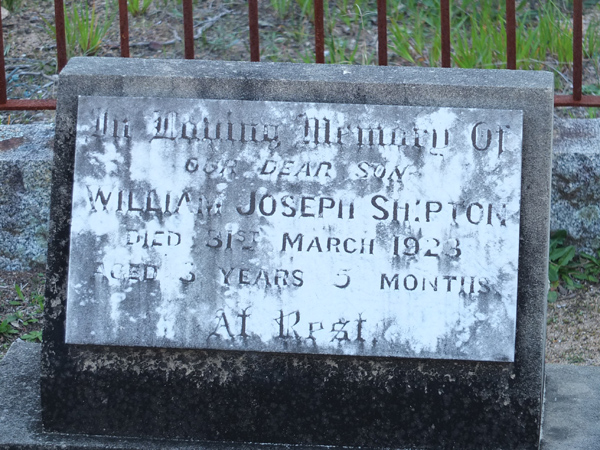 In Loving Memory Of
OUR DEAR SON
WILLIAM JOSEPH SHIPTON
DIED 31ST MARCH 1923
AGED 3 YEARS 5 MONTHS
At Rest.